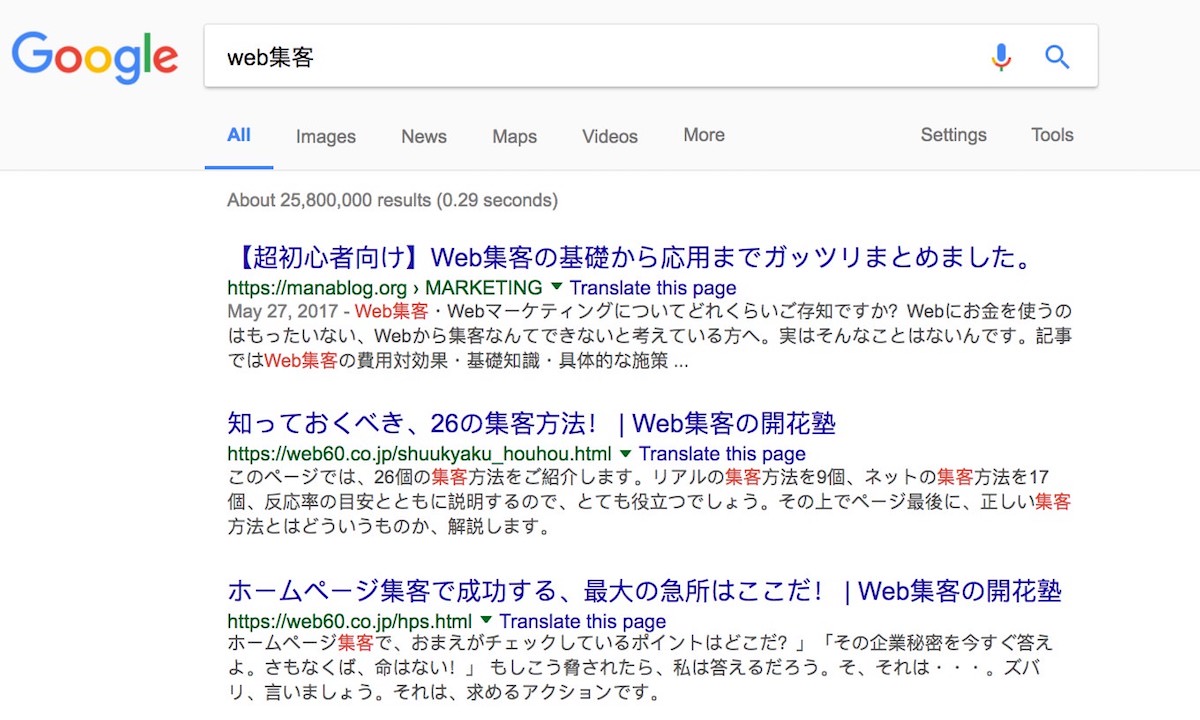 Google
web集客
All Images News Maps Videos More Settings Tools
About 25,800,000 results (0.29 seconds)
【超初心者向け】Web集客の基礎から応用までガッツリまとめました。
https://manablog.org › MARKETING ▼ Translate this page
May 27, 2017 - Web集客・Webマーケティングについてどれくらいご存知ですか？Webにお金を使うの
はもったいない、Webから集客なんてできないと考えている方へ。実はそんなことはないんです。記事
ではWeb集客の費用対効果・基礎知識・具体的な施策 ...
知っておくべき、26の集客方法！ | Web集客の開花塾
https://web60.co.jp/shuukyaku_houhou.html ▼ Translate this page
このページでは、26個の集客方法をご紹介します。リアルの集客方法を9個、ネットの集客方法を17
個、反応率の目安とともに説明するので、とても役立つでしょう。その上でページ最後に、正しい集客
方法とはどういうものか、解説します。
ホームページ集客で成功する、最大の急所はここだ！ | Web集客の開花塾
https://web60.co.jp/hps.html ▼ Translate this page
ホームページ集客で、おまえがチェックしているポイントはどこだ？」「その企業秘密を今すぐ答え
よ。さもなくば、命はない！」 もしこう脅されたら、私は答えるだろう。そ、それは・・・。ズバ
リ、言いましょう。それは、求めるアクションです。